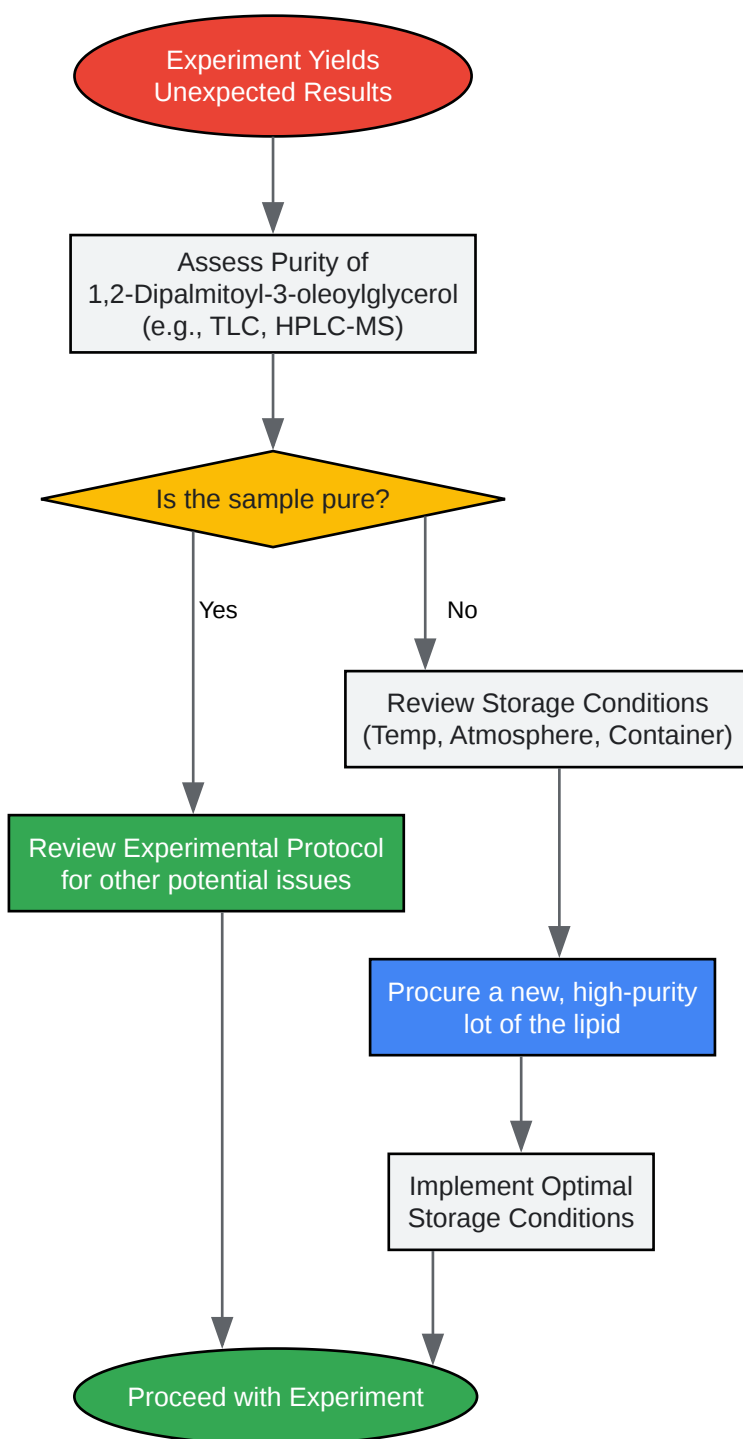 Experiment Yields
Unexpected Results
Assess Purity of
1,2-Dipalmitoyl-3-oleoylglycerol
(e.g., TLC, HPLC-MS)
Is the sample pure?
Yes
No
Review Storage Conditions
(Temp, Atmosphere, Container)
Review Experimental Protocol
for other potential issues
Procure a new, high-purity
lot of the lipid
Implement Optimal
Storage Conditions
Proceed with Experiment